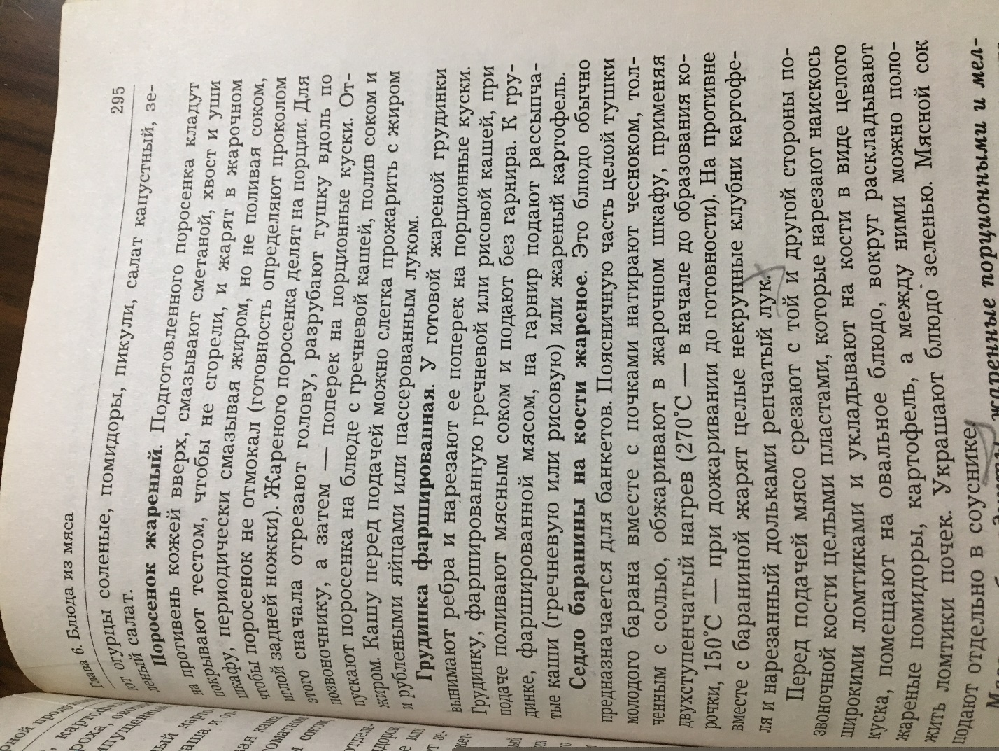 Глава 6. Блюда из мяса 295
ют огурцы соленые, помидоры, пикули, салат капустный, зе-
леный салат.
Поросенок жареный. Подготовленного поросенка кладут
на противень кожей вверх, смазывают сметаной, хвост и уши
покрывают тестом, чтобы не сгорели, и жарят в жарочном
шкафу, периодически смазывая жиром, но не поливая соком,
чтобы поросенок не отмокал (готовность определяют проколом
иглой задней ножки). Жареного поросенка делят на порции. Для
этого сначала отрезают голову, разрубают тушку вдоль по
позвоночнику, а затем — поперек на порционные куски. От-
пускают поросенка на блюде с гречневой кашей, полив соком и
жиром. Кашу перед подачей можно слегка прожарить с жиром
и рублеными яйцами или пассерованным луком.
Грудинка фаршированная. У готовой жареной грудинки
вынимают ребра и нарезают ее поперек на порционные куски.
Грудинку, фаршированную гречневой или рисовой кашей, при
подаче поливают мясным соком и подают без гарнира. К гру-
динке, фаршированной мясом, на гарнир подают рассыпча-
тые каши (гречневую или рисовую) или жареный картофель.
Седло баранины на кости жареное. Это блюдо обычно
предназначается для банкетов. Поясничную часть целой тушки
молодого барана вместе с почками натирают чесноком, тол-
ченным с солью, обжаривают в жарочном шкафу, применяя
двухступенчатый нагрев (270°С — в начале до образования ко-
рочки, 150°С — при дожаривании до готовности). На противне
вместе с бараниной жарят целые некрупные клубни картофе-
ля и нарезанный дольками репчатый лук.
Перед подачей мясо срезают с той и другой стороны по-
звоночной кости целыми пластами, которые нарезают наискось
широкими ломтиками и укладывают на кости в виде целого
куска, помещают на овальное блюдо, вокруг раскладывают
жареные помидоры, картофель, а между ними можно поло-
жить ломтики почек. Украшают блюдо зеленью. Мясной сок
подают отдельно в соуснике.
жаренные порционными и мел-